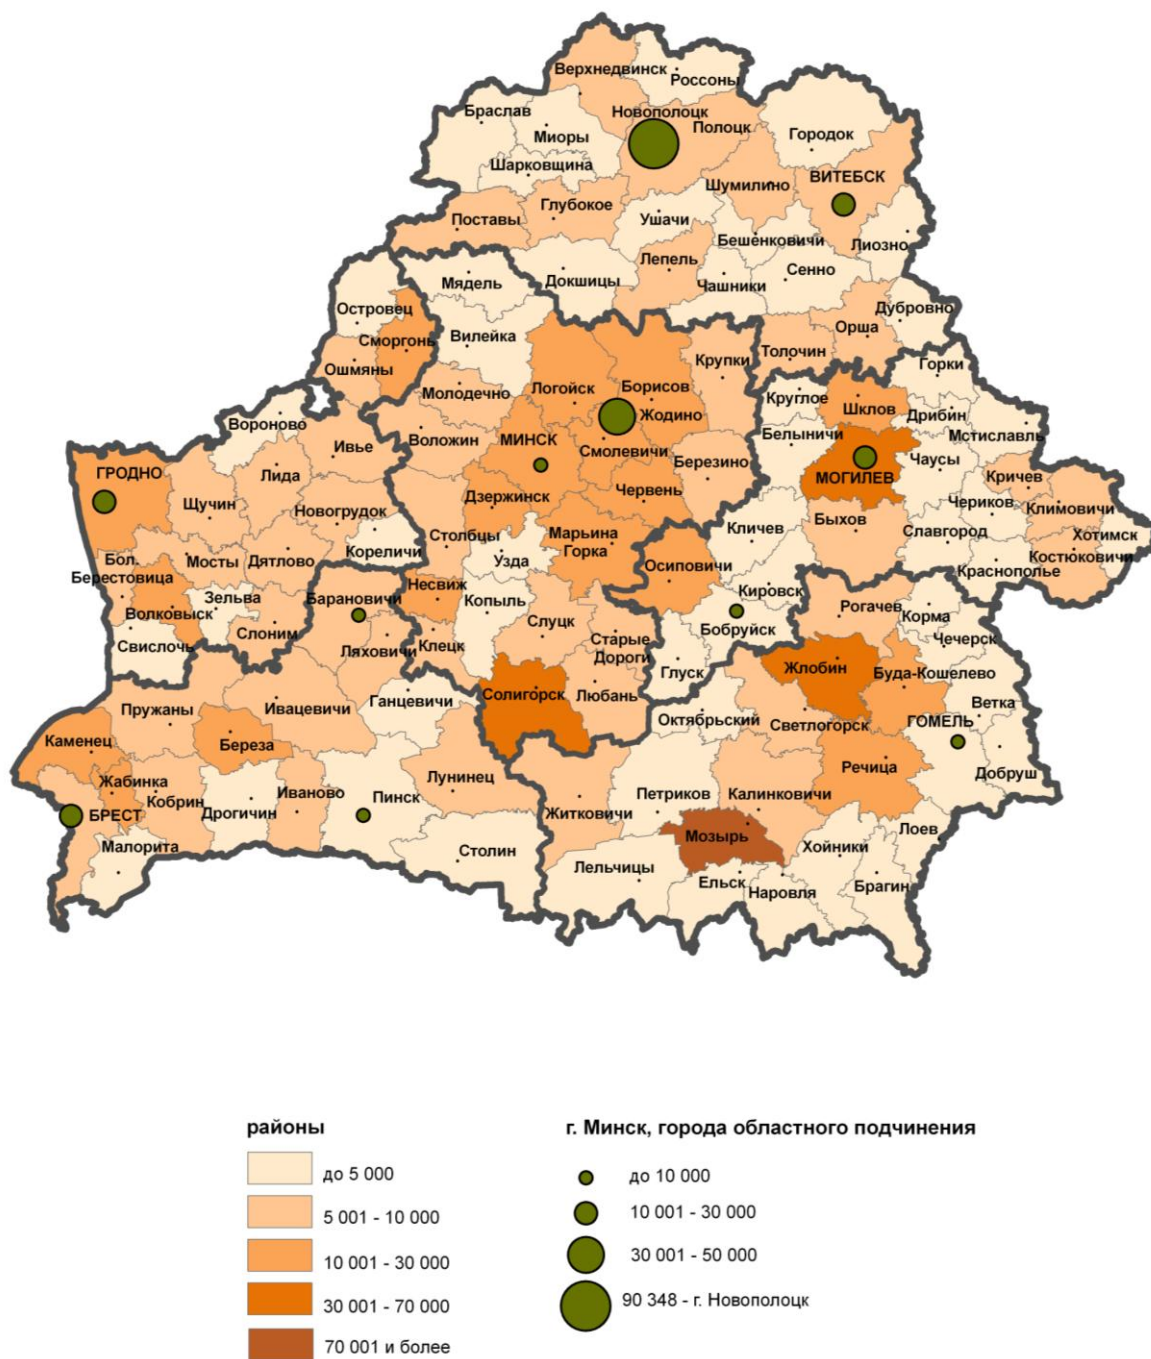 Верхнедвинск
Россоны
Браслав
Новополоцк
Полоцк
Миоры
Городок
Шарковщина
Шумилино
ВИТЕБСК
Глубокое
Поставы
Ушачи
Бешенковичи
Лиозно
Лепель
Сенно
Докшицы
Чашники
Мядель
Островец
Дубровно
Вилейка
Орша
Сморгонь
Толочин
Крупки
Горки
Ошмяны
Молодечно
Логойск
Борисов
Круглое
Шклов
Дрибин
Жодино
Вороново
Воложин
МИНСК
Белыничи
Мстиславль
Ивье
Смолевичи
Чаусы
ГРОДНО
Лида
Березино
МОГИЛЕВ
Кричев
Щучин
Дзержинск
Червень
Чериков
Климовичи
Новогрудок
Быхов
Столбцы
Марьина
Горка
Кличев
Славгород
Хотимск
Кореличи
Узда
Бол.
Берестовица
Мосты
Дятлово
Осиповичи
Костюковичи
Краснополье
Несвиж
Кировск
Зельва
Барановичи
Копыль
Волковыск
Рогачев
Корма
Слуцк
Бобруйск
Слоним
Чечерск
Свислочь
Ляховичи
Клецк
Старые
Дороги
Глуск
Жлобин
Буда-Кошелево
Солигорск
Любань
Ганцевичи
Ветка
Пружаны
Ивацевичи
Октябрьский
Светлогорск
ГОМЕЛЬ
Каменец
Береза
Речица
Добруш
Жабинка
Лунинец
Кобрин
Иваново
Пинск
Петриков
Калинковичи
БРЕСТ
Дрогичин
Житковичи
Лоев
Мозырь
Малорита
Хойники
Столин
Лельчицы
Ельск
Наровля
Брагин
районы
до 5 000
5 001 - 10 000
10 001 - 30 000
30 001 - 70 000
70 001 и более
г. Минск, города областного подчинения
до 10 000
10 001 - 30 000
30 001 - 50 000
90 348 - г. Новополоцк